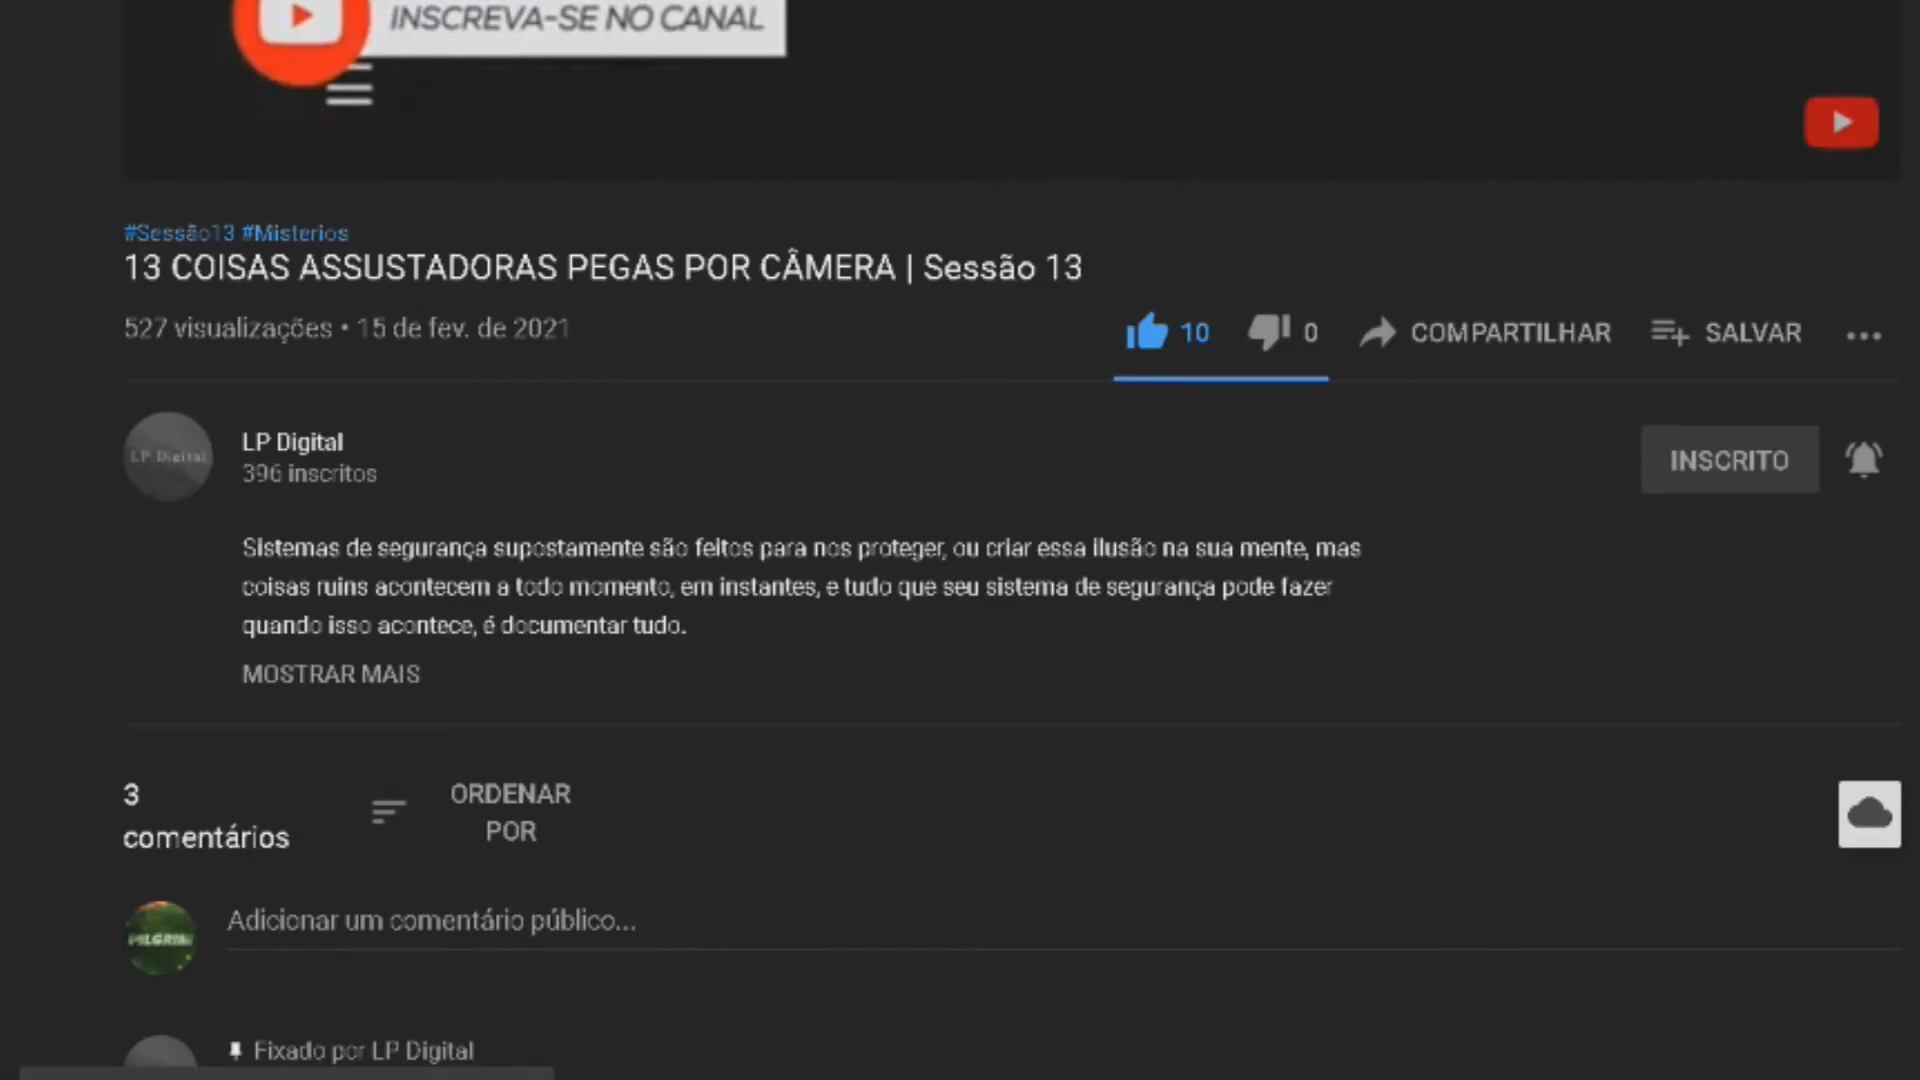 INSCREVA-SE NO CANAL
#Sessão13 #Misterios
13 COISAS ASSUSTADORAS PEGAS POR CÂMERA | Sessão 13
527 visualizações • 15 de fev. de 2021
10 0 COMPARTILHAR SALVAR
LP Digital
LP Digital
396 inscritos
INSCRITO
Sistemas de segurança supostamente são feitos para nos proteger, ou criar essa ilusão na sua mente, mas
coisas ruins acontecem a todo momento, em instantes, e tudo que seu sistema de segurança pode fazer
quando isso acontece, é documentar tudo.
MOSTRAR MAIS
3
comentários
ORDENAR
POR
Adicionar um comentário público...
Fixado por LP Digital